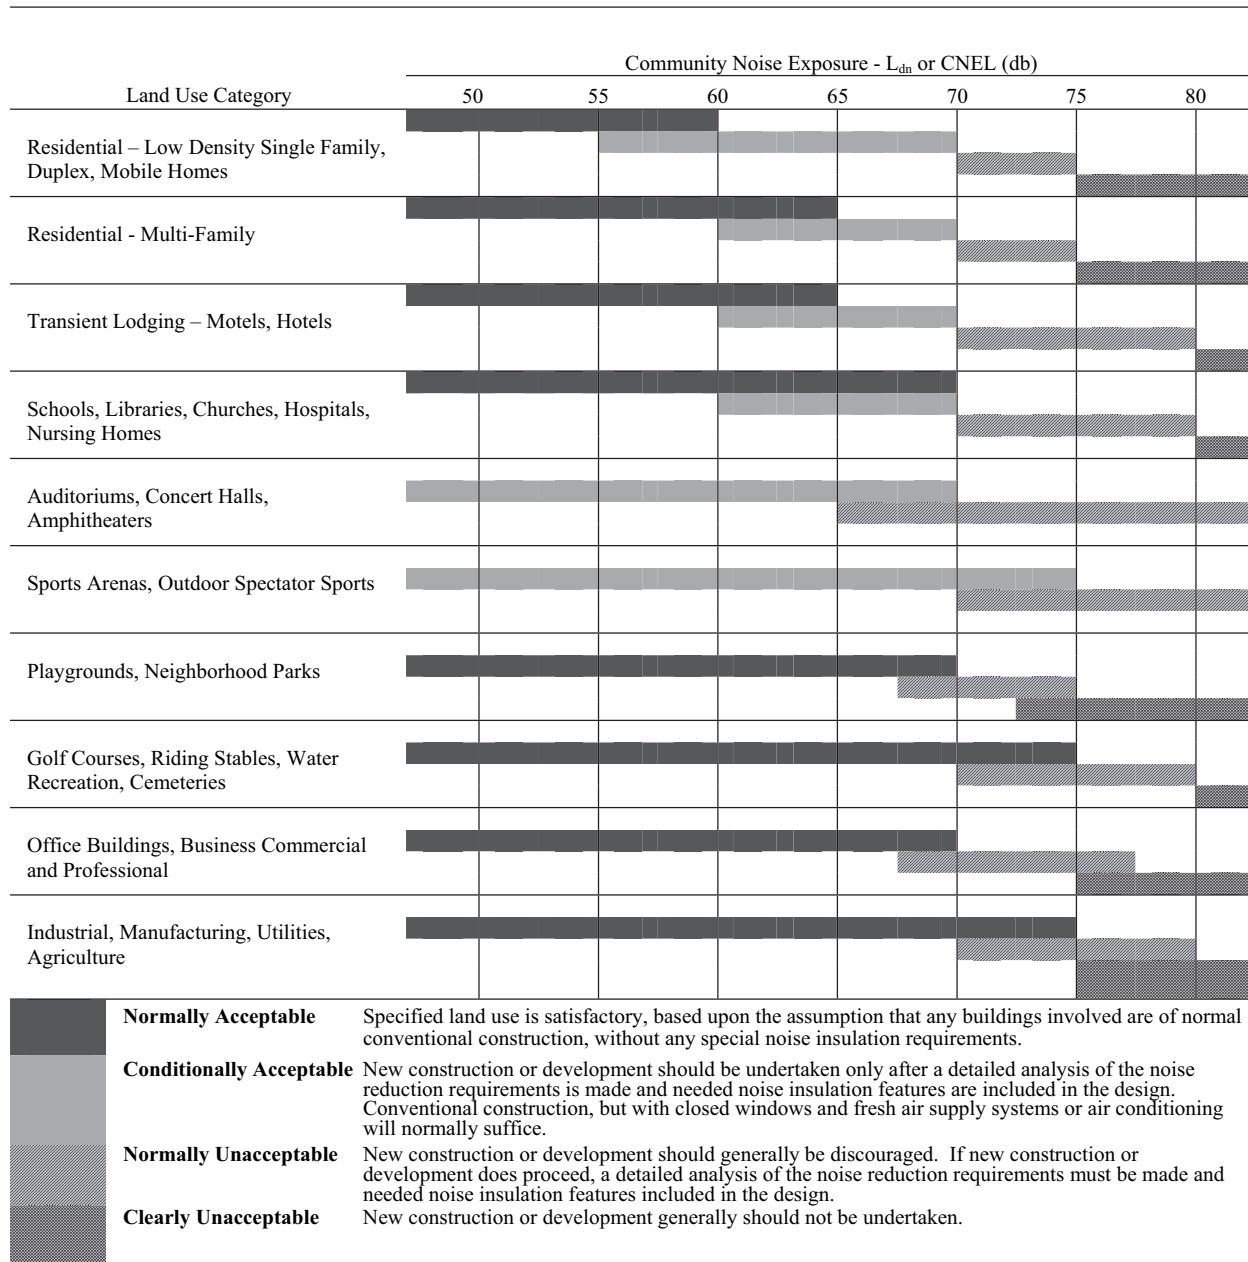 Community Noise Exposure - Ldn or CNEL (db)
Land Use Category 50 55 60 65 70 75 80
Residential – Low Density Single Family,
Duplex, Mobile Homes
Residential - Multi-Family
Transient Lodging – Motels, Hotels
Schools, Libraries, Churches, Hospitals,
Nursing Homes
Auditoriums, Concert Halls,
Amphitheaters
Sports Arenas, Outdoor Spectator Sports
Playgrounds, Neighborhood Parks
Golf Courses, Riding Stables, Water
Recreation, Cemeteries
Office Buildings, Business Commercial
and Professional
Industrial, Manufacturing, Utilities,
Agriculture
Normally Acceptable Specified land use is satisfactory, based upon the assumption that any buildings involved are of normal
conventional construction, without any special noise insulation requirements.
Conditionally Acceptable New construction or development should be undertaken only after a detailed analysis of the noise
reduction requirements is made and needed noise insulation features are included in the design.
Conventional construction, but with closed windows and fresh air supply systems or air conditioning
will normally suffice.
Normally Unacceptable New construction or development should generally be discouraged. If new construction or
development does proceed, a detailed analysis of the noise reduction requirements must be made and
needed noise insulation features included in the design.
Clearly Unacceptable New construction or development generally should not be undertaken.